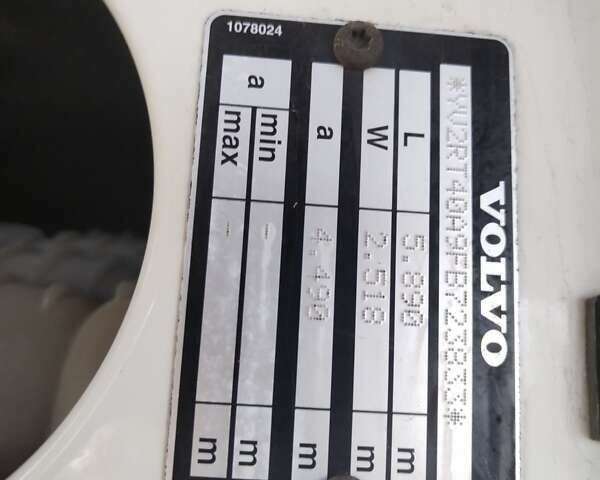 1078024
VOLVO
*YV2RT40A9FB723833*
L 5.890 m
W 2.518 m
a 4.490 m
a min - m
max - m